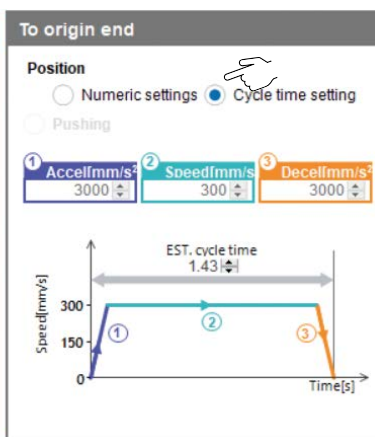 To origin end
Position
Numeric settings Cycle time setting
Pushing
1 Accel[mm/s² 2 Speed[mm/s 3 Decel[mm/s²
3000 300 3000
EST. cycle time
1.43
Speed[mm/s]
300
150
0
1 2 3
Time[s]